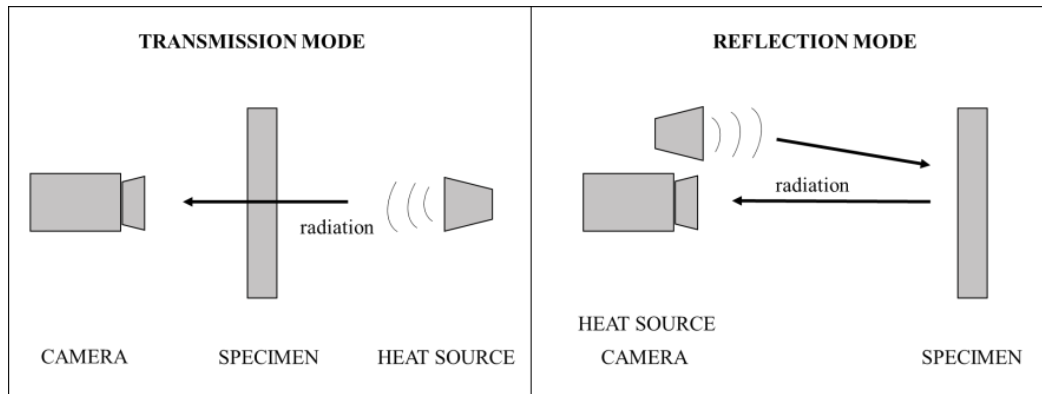 TRANSMISSION MODE
radiation
CAMERA
SPECIMEN
HEAT SOURCE
REFLECTION MODE
radiation
HEAT SOURCE
CAMERA
SPECIMEN